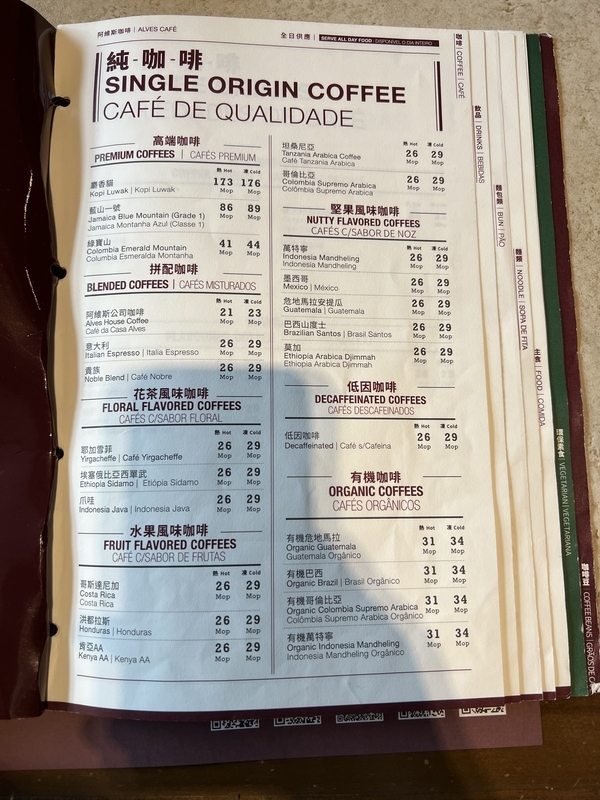 阿維斯咖啡 | ALVES CAFÉ
全日供應 | SERVE ALL DAY FOOD | DISPONÍVEL O DIA INTEIRO
純-咖-啡
SINGLE ORIGIN COFFEE
CAFÉ DE QUALIDADE
高端咖啡
PREMIUM COFFEES | CAFÉS PREMIUM
熱 Hot 凍 Cold
麝香貓 173 176
Kopi Luwak | Kopi Luwak Mop Mop
藍山一號 86 89
Jamaica Blue Mountain (Grade 1) Mop Mop
Jamaica Montanha Azul (Classe 1)
綠寶山 41 44
Colombia Emerald Mountain Mop Mop
Columbia Esmeralda Montanha
拼配咖啡
BLENDED COFFEES | CAFÉS MISTURADOS
熱 Hot 凍 Cold
阿維斯公司咖啡 21 23
Alves House Coffee Mop Mop
Café da Casa Alves
意大利 26 29
Italian Espresso | Italia Espresso Mop Mop
貴族 26 29
Noble Blend | Café Nobre Mop Mop
花茶風味咖啡
FLORAL FLAVORED COFFEES
CAFÉS C/SABOR FLORAL
熱 Hot 凍 Cold
耶加雪菲 26 29
Yirgacheffe | Café Yirgacheffe Mop Mop
埃塞俄比亞西單武 26 29
Ethiopia Sidamo | Etiópia Sidamo Mop Mop
爪哇 26 29
Indonesia Java | Indonesia Java Mop Mop
水果風味咖啡
FRUIT FLAVORED COFFEES
CAFÉ C/SABOR DE FRUTAS
熱 Hot 凍 Cold
哥斯達尼加 26 29
Costa Rica Mop Mop
Costa Rica
洪都拉斯 26 29
Honduras | Honduras Mop Mop
肯亞AA 26 29
Kenya AA | Kenya AA Mop Mop
熱 Hot 凍 Cold
坦桑尼亞 26 29
Tanzania Arabica Coffee Mop Mop
Café Tanzania Arabica
哥倫比亞 26 29
Colombia Supremo Arabica Mop Mop
Colômbia Supremo Arabica
堅果風味咖啡
NUTTY FLAVORED COFFEES
CAFÉS C/SABOR DE NOZ
熱 Hot 凍 Cold
萬特寧 26 29
Indonesia Mandheling Mop Mop
Indonesia Mandheling
墨西哥 26 29
Mexico | México Mop Mop
危地馬拉安提瓜 26 29
Guatemala | Guatemala Mop Mop
巴西山度士 26 29
Brazilian Santos | Brasil Santos Mop Mop
莫加 26 29
Ethiopia Arabica Djimmah Mop Mop
Ethiopia Arabica Djimmah
低因咖啡
DECAFFEINATED COFFEES
CAFÉS DESCAFEINADOS
熱 Hot 凍 Cold
低因咖啡 26 29
Decaffeinated | Café s/Cafeina Mop Mop
有機咖啡
ORGANIC COFFEES
CAFÉS ORGÂNICOS
熱 Hot 凍 Cold
有機危地馬拉 31 34
Organic Guatemala Mop Mop
Guatemala Orgânico
有機巴西 31 34
Organic Brazil | Brasil Orgânico Mop Mop
有機哥倫比亞 31 34
Organic Colombia Supremo Arabica Mop Mop
Colômbia Supremo Arabica Orgânico
有機萬特寧 31 34
Organic Indonesia Mandheling Mop Mop
Indonesia Mandheling Orgânico
咖啡 | COFFEE | CAFÉ
飲品 | DRINKS | BEBIDAS
麵包類 | BUN | PÃO
麵類 | NOODLE | SOPA DE FITA
主食 | FOOD | COMIDA
環保素食 | VEGETARIAN | VEGETARIANA
咖啡豆 | COFFEE BEANS | GRÃOS DE CA